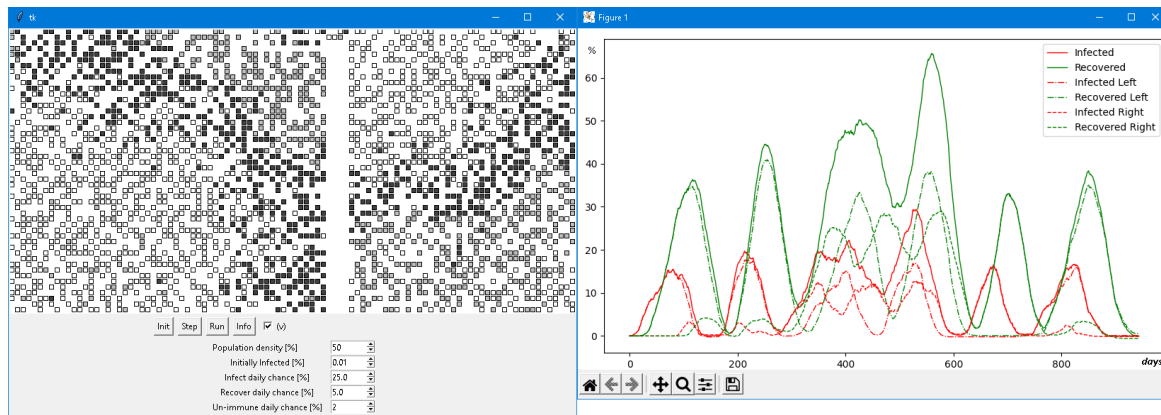 tk
Figure 1
Init Step Run Info (v)
Population density [%] 50
Initially Infected [%] 0.01
Infect daily chance [%] 25.0
Recover daily chance [%] 5.0
Un-immune daily chance [%] 2
%
60
50
40
30
20
10
0
0 200 400 600 800
days
Infected
Recovered
Infected Left
Recovered Left
Infected Right
Recovered Right